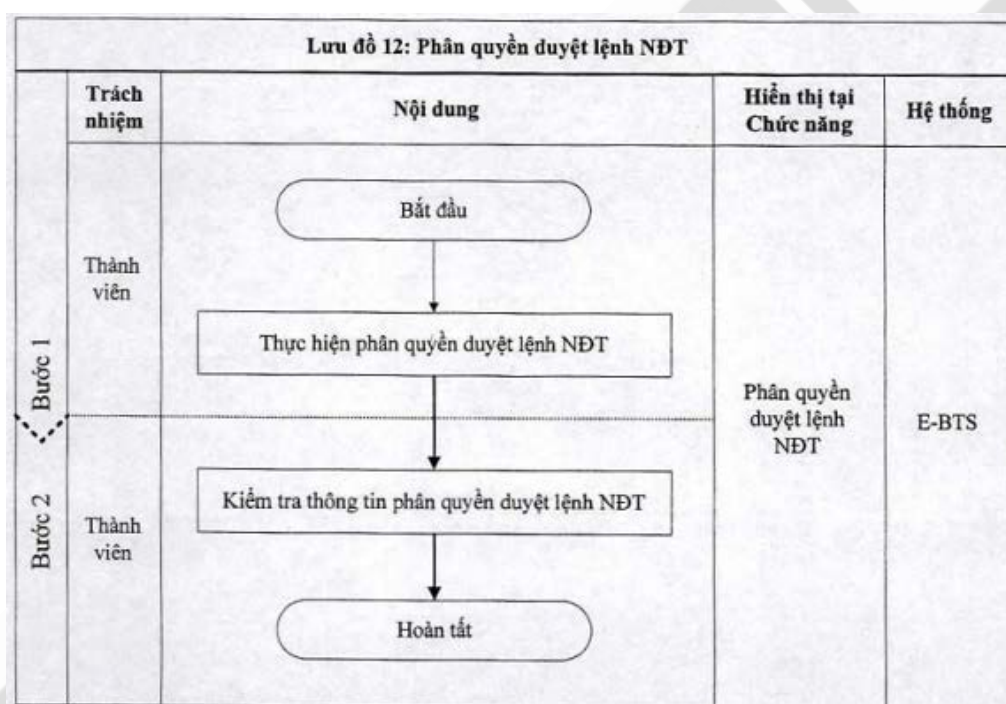 Lưu đồ 12: Phân quyền duyệt lệnh NĐT
Trách
nhiệm
Nội dung
Hiển thị tại
Chức năng
Hệ thống
Bước 1
Thành
viên
Bắt đầu
Thực hiện phân quyền duyệt lệnh NĐT
Phân quyền
duyệt lệnh
NĐT
E-BTS
Bước 2
Thành
viên
Kiểm tra thông tin phân quyền duyệt lệnh NĐT
Hoàn tất